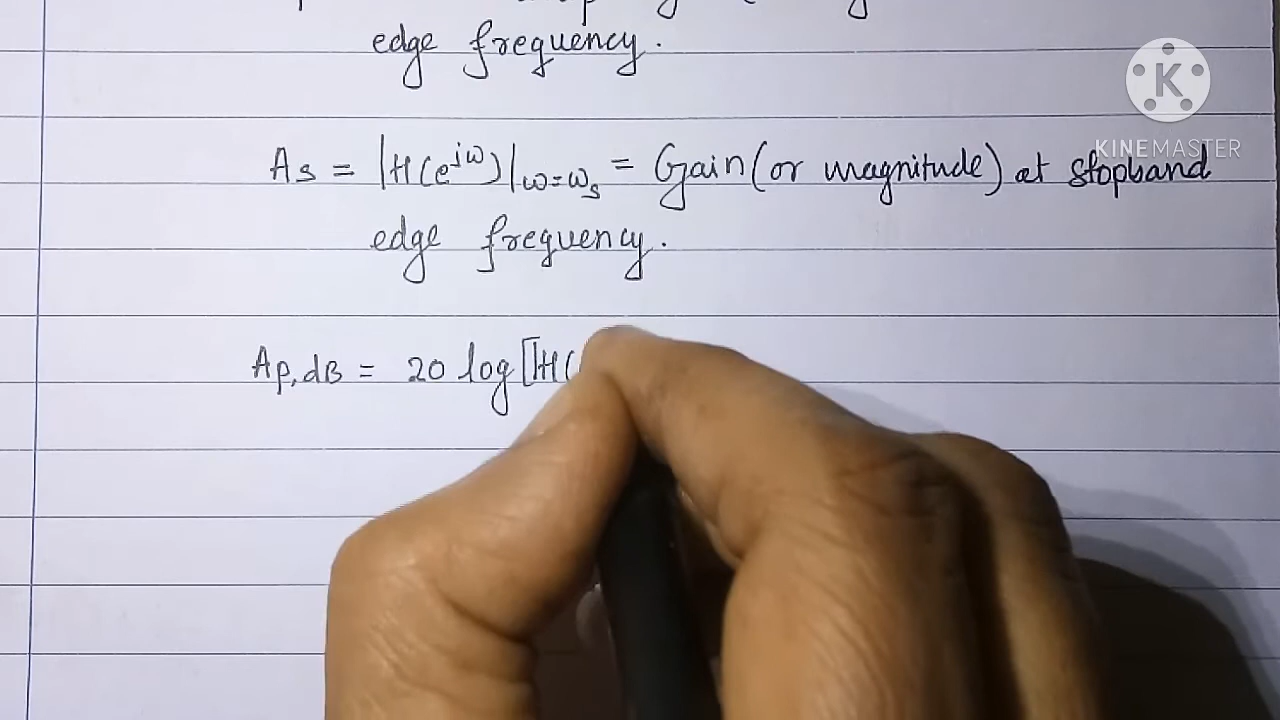 edge frequency.
K
KINEMASTER
As = |H(e^jω)|ω=ωs = Gain (or magnitude) at stopband
edge frequency.
Ap,dB = 20 log [|H(